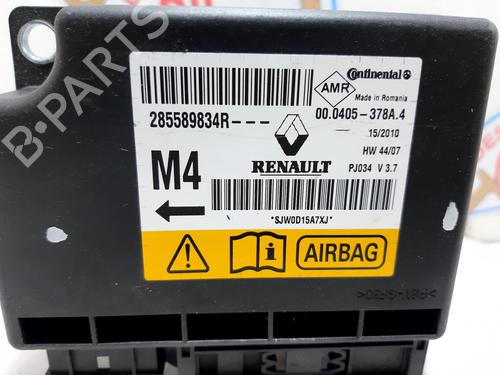 Continental
AMR
Made in Romania
285589834R---
00.0405-378A.4
15/2010
HW 44/07
M4
RENAULT
PJ034 V 3.7
*SJW0D15A7XJ*
i
AIRBAG